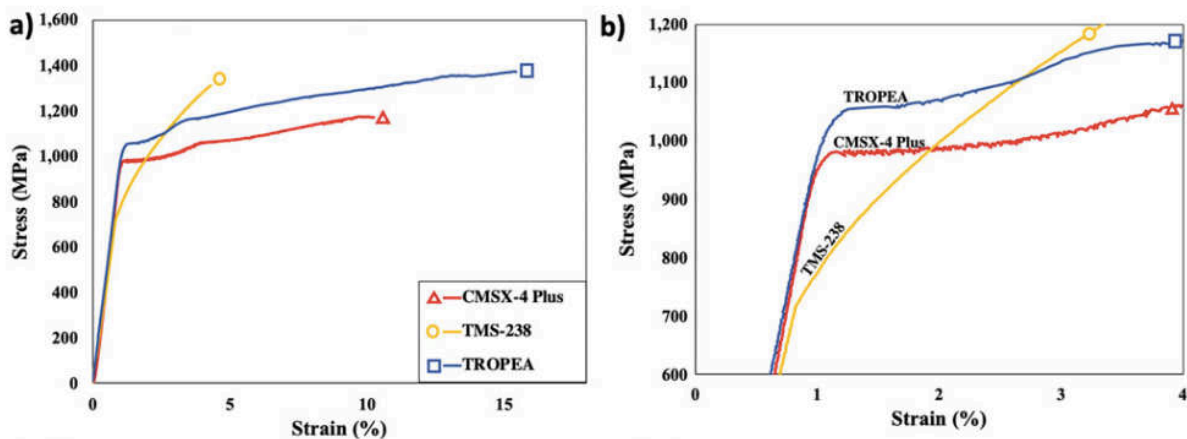 a)
1,600
1,400
1,200
1,000
800
600
400
200
0
Stress (MPa)
0
5
10
15
Strain (%)
CMSX-4 Plus
TMS-238
TROPEA
b)
1,200
1,100
1,000
900
800
700
600
Stress (MPa)
TROPEA
CMSX-4 Plus
TMS-238
0
1
2
3
4
Strain (%)